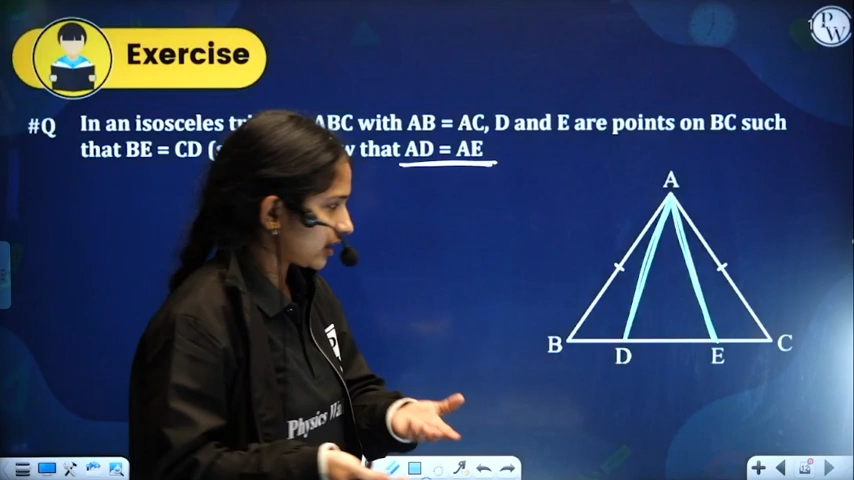 Exercise
PW
#Q In an isosceles ABC with AB = AC, D and E are points on BC such
that BE = CD that AD = AE
A
B
D
E
C
Physics